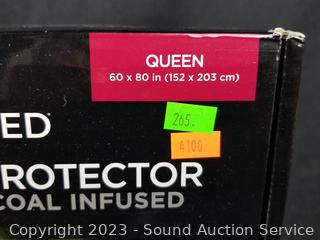 QUEEN
60 x 80 in (152 x 203 cm)
ED
265.
4100
ROTECTOR
COAL INFUSED
Copyright 2023 - Sound Auction Service